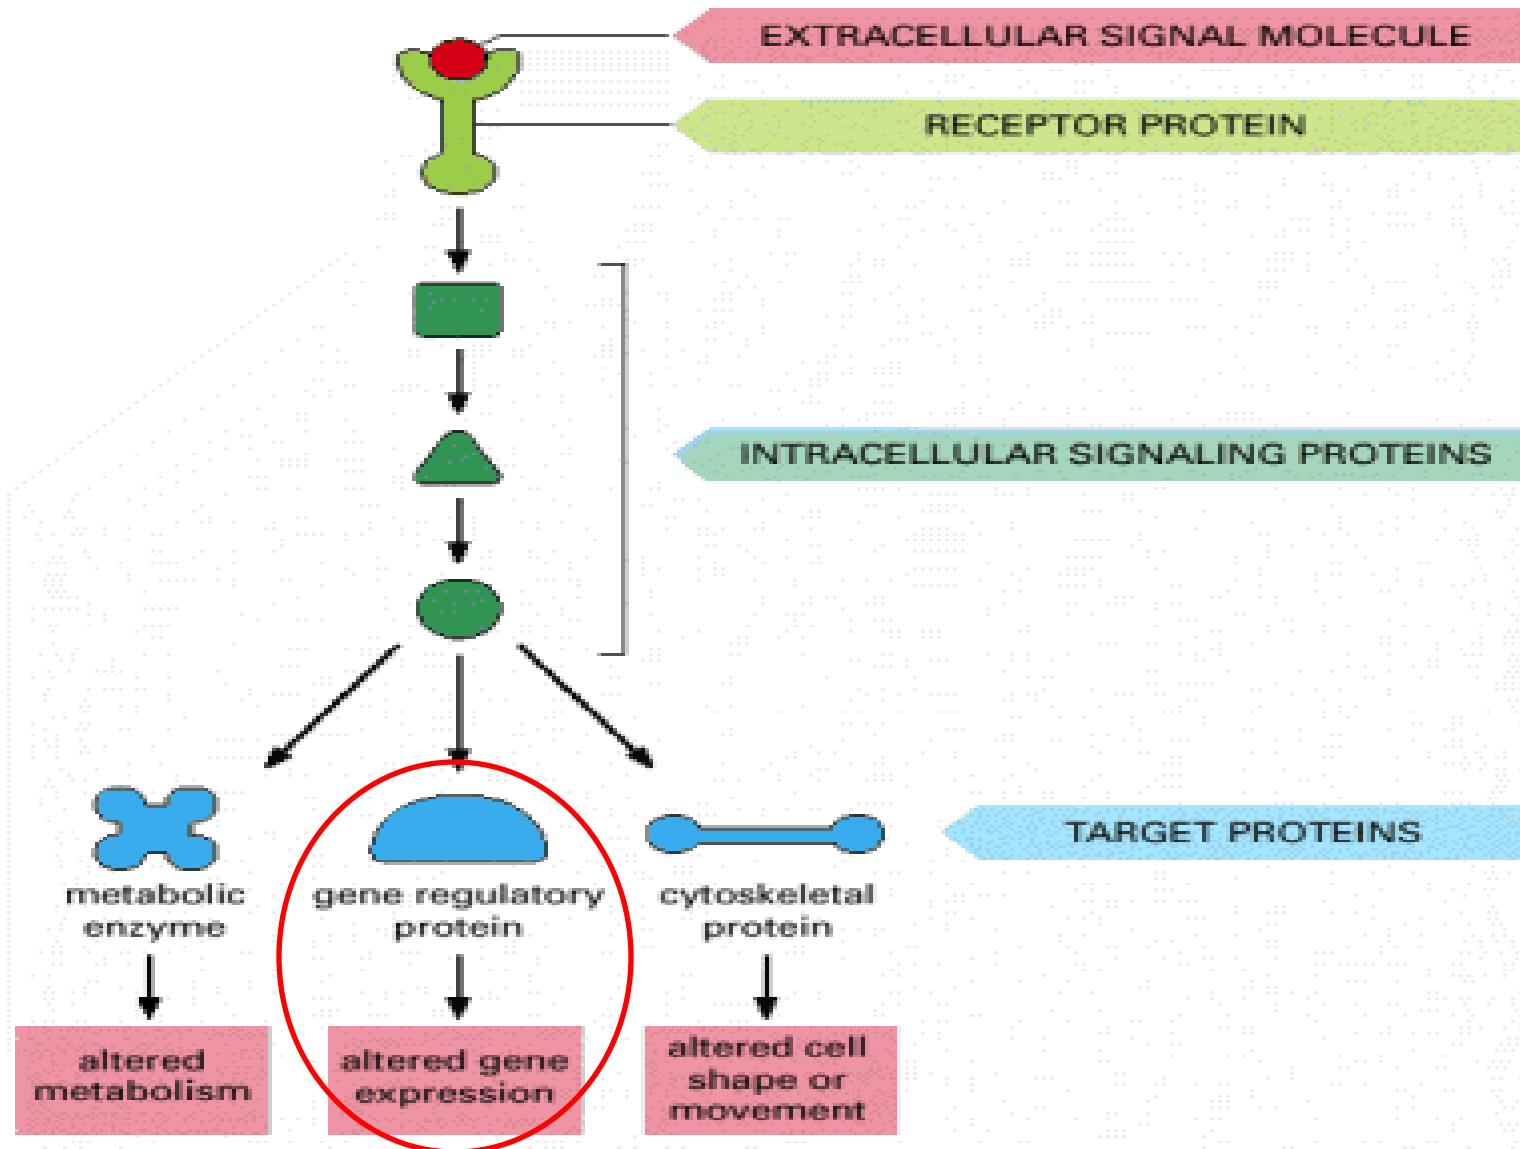 EXTRACELLULAR SIGNAL MOLECULE
RECEPTOR PROTEIN
INTRACELLULAR SIGNALING PROTEINS
TARGET PROTEINS
metabolic
enzyme
gene regulatory
protein
cytoskeletal
protein
altered
metabolism
altered gene
expression
altered cell
shape or
movement